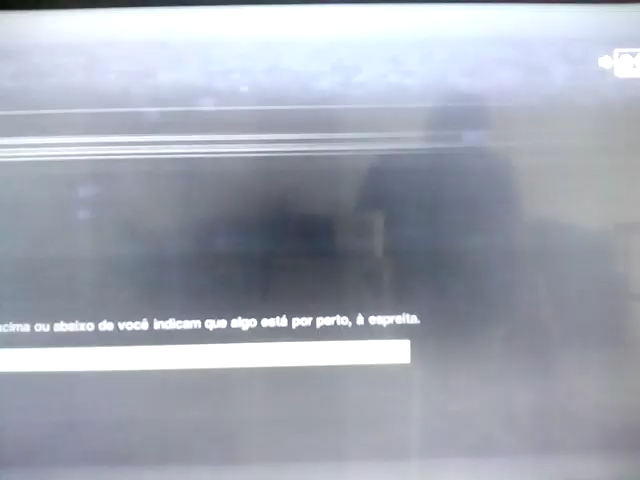 acima ou abaixo de você indicam que algo está por perto, à espreita.